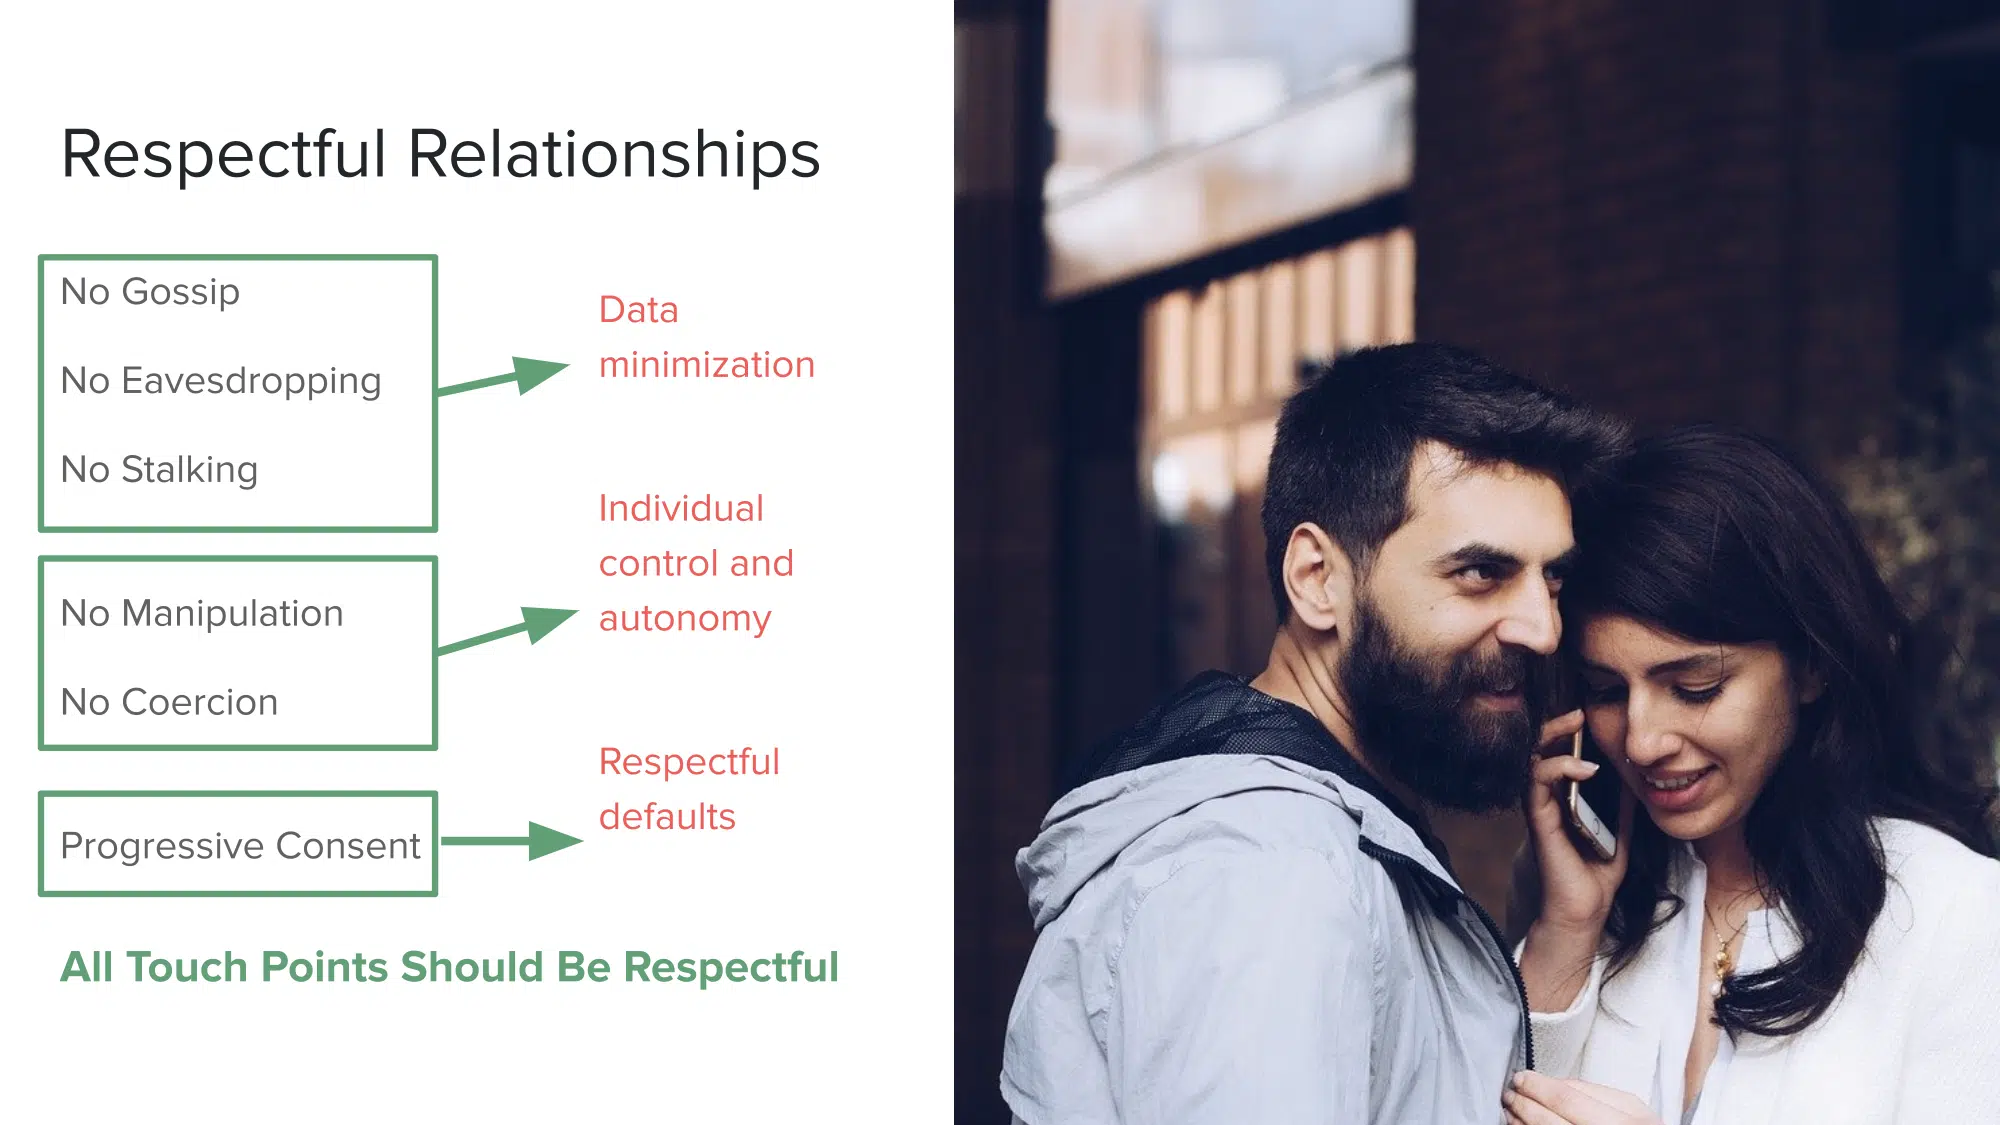 Respectful Relationships
No Gossip
No Eavesdropping
No Stalking
Data
minimization
No Manipulation
No Coercion
Individual
control and
autonomy
Progressive Consent
Respectful
defaults
All Touch Points Should Be Respectful